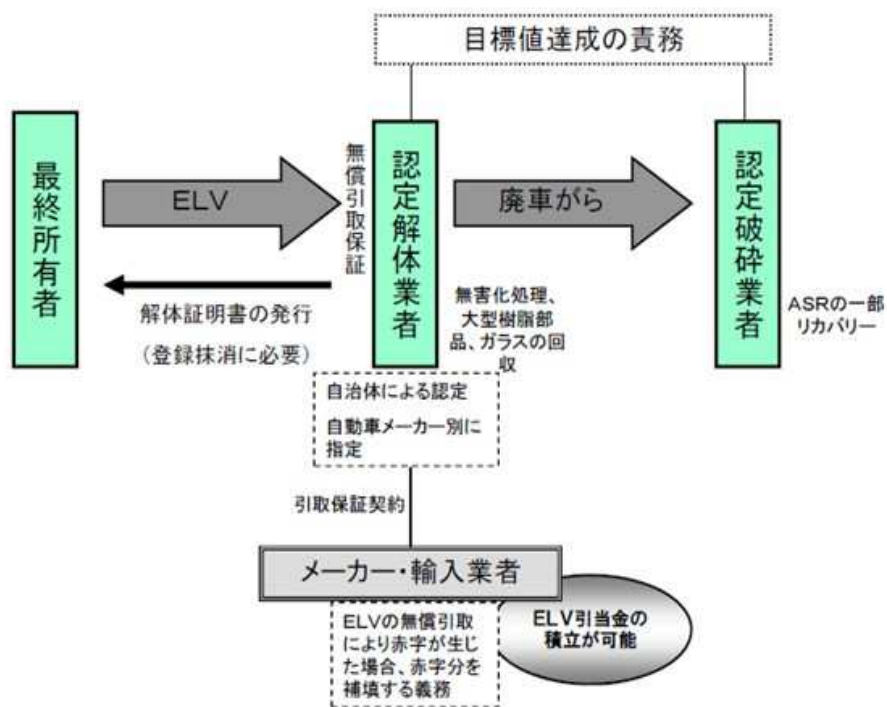 目標値達成の責務
最終所有者
ELV
無償引取保証
認定解体業者
廃車がら
認定破砕業者
解体証明書の発行
（登録抹消に必要）
無害化処理、
大型樹脂部
品、ガラスの回
収
ASRの一部
リカバリー
自治体による認定
自動車メーカー別に
指定
引取保証契約
メーカー・輸入業者
ELVの無償引取
により赤字が生じ
た場合、赤字分を
補填する義務
ELV引当金の
積立が可能